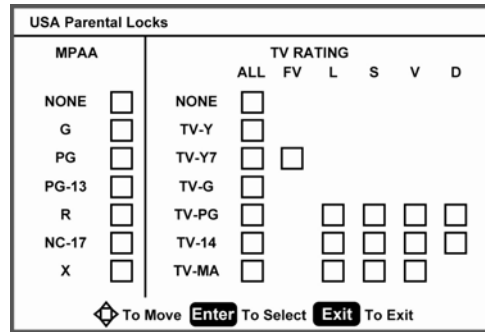 USA Parental Locks
MPAA TV RATING
ALL FV L S V D
NONE NONE
G TV-Y
PG TV-Y7
PG-13 TV-G
R TV-PG
NC-17 TV-14
X TV-MA
To Move Enter To Select Exit To Exit